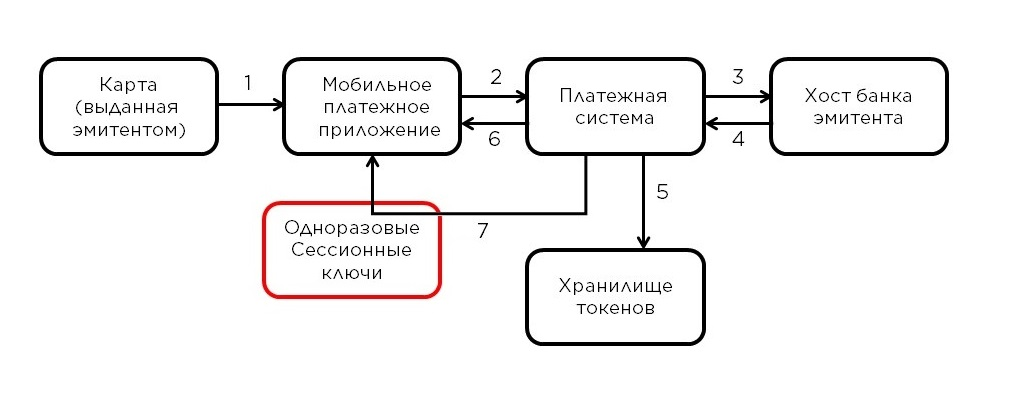 Карта
(выданная
эмитентом)
1
Мобильное
платежное
приложение
2
6
Платежная
система
3
4
Хост банка
эмитента
5
7
Одноразовые
Сессионные
ключи
Хранилище
токенов